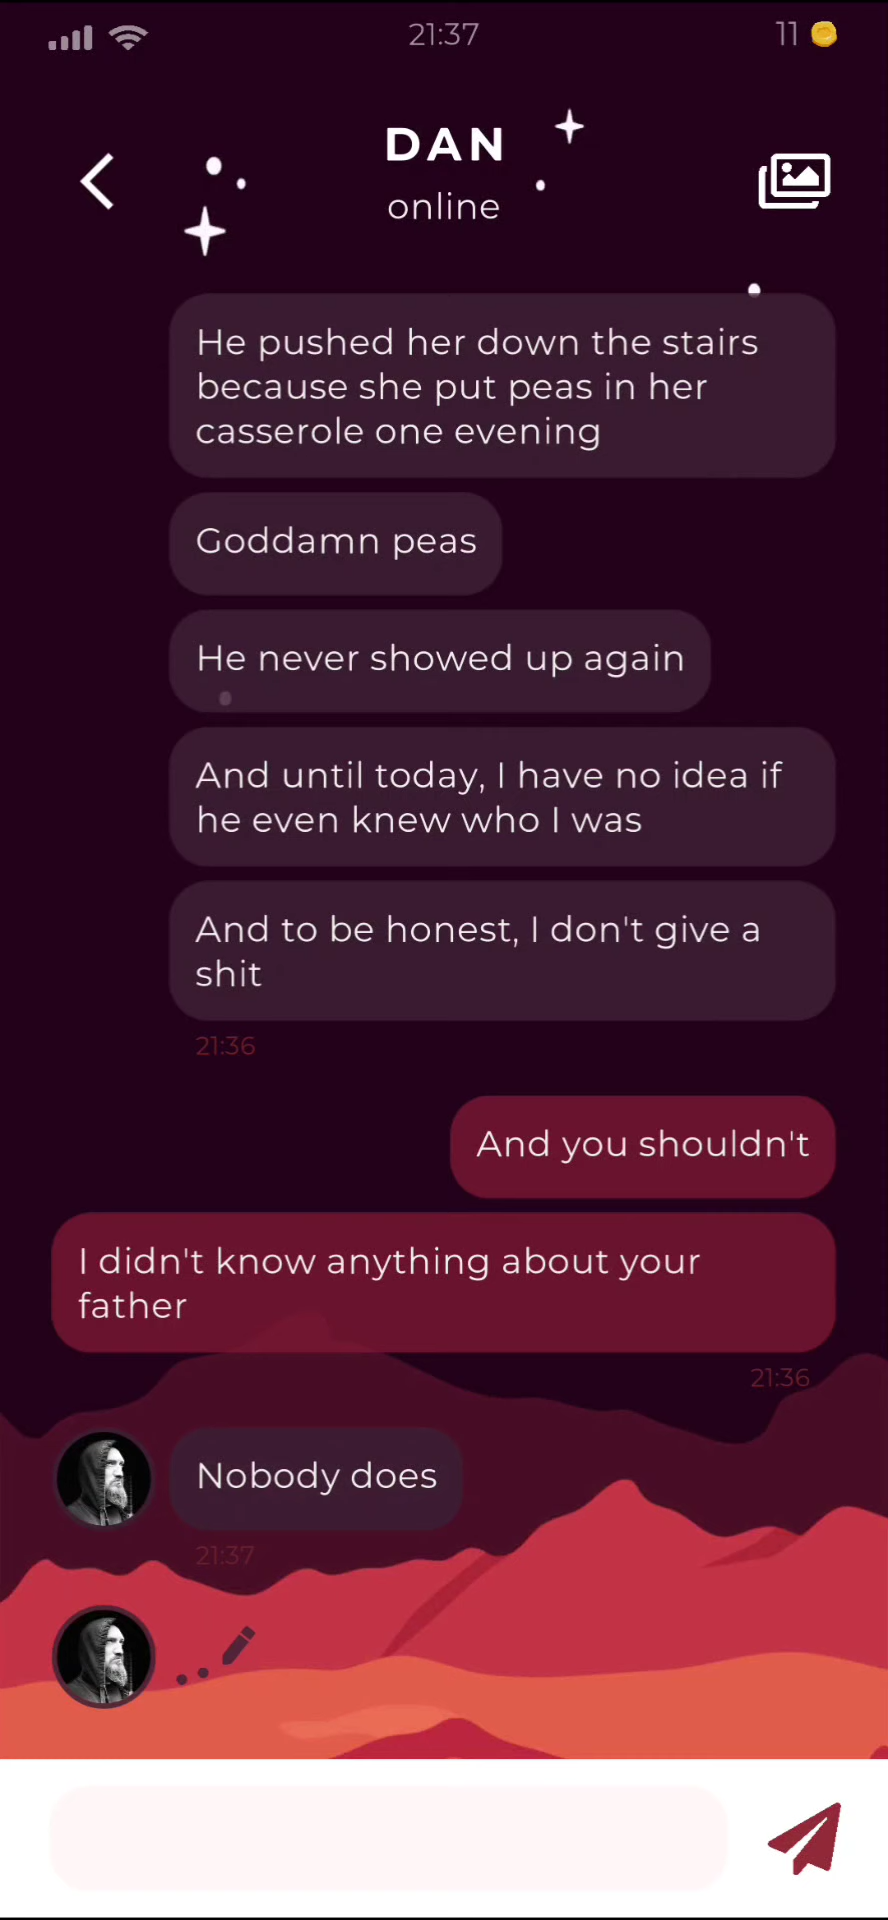 21:37
11
DAN
online
He pushed her down the stairs
because she put peas in her
casserole one evening
Goddamn peas
He never showed up again
And until today, I have no idea if
he even knew who I was
And to be honest, I don't give a
shit
21:36
And you shouldn't
I didn't know anything about your
father
21:36
Nobody does
21:37